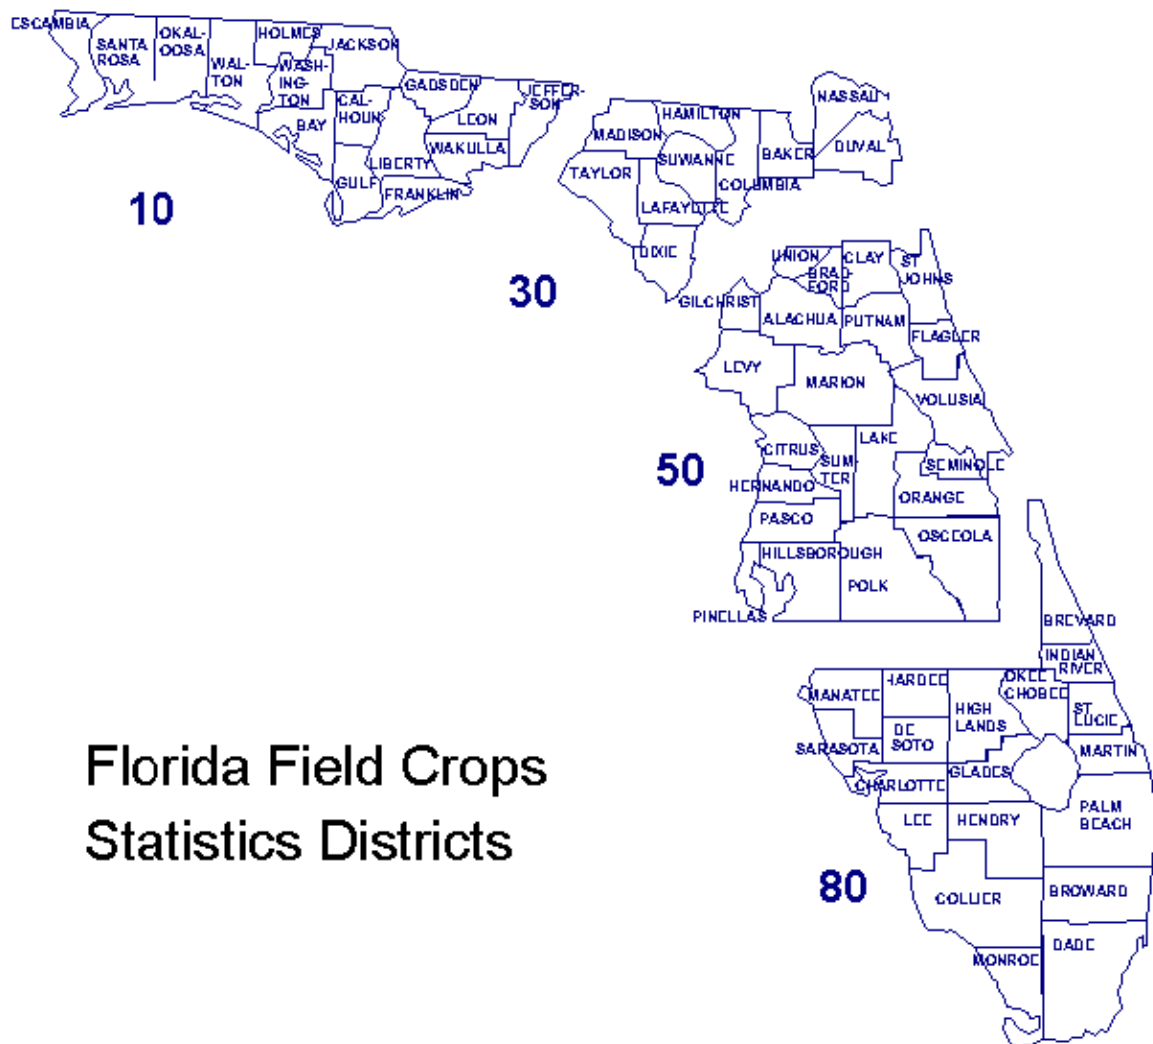 ESCAMBIA
SANTA
ROSA
OKAL-
OOSA
WAL-
TON
HOLMES
WASH-
ING-
TON
JACKSON
BAY
CAL-
HOUN
GULF
GADSDEN
LIBERTY
FRANKLIN
LEON
WAKULLA
JEFFER-
SON
10
MADISON
HAMILTON
TAYLOR
SUWANNE
LAFAYETTE
DIXIE
COLUMBIA
BAKER
NASSAU
DUVAL
30
UNION
BRAD-
FORD
CLAY
ST
JOHNS
GILCHRIST
ALACHUA
PUTNAM
FLAGLER
LEVY
MARION
VOLUSIA
CITRUS
SUM-
TER
LAKE
SEMINOLE
HERNANDO
ORANGE
PASCO
OSCEOLA
HILLSBOROUGH
POLK
PINELLAS
50
BREVARD
INDIAN
RIVER
MANATEE
HARDEE
HIGH
LANDS
OKEE
CHOBEE
ST
LUCIE
SARASOTA
DE
SOTO
MARTIN
CHARLOTTE
GLADES
LEE
HENDRY
PALM
BEACH
COLLIER
BROWARD
MONROE
DADE
80
Florida Field Crops
Statistics Districts